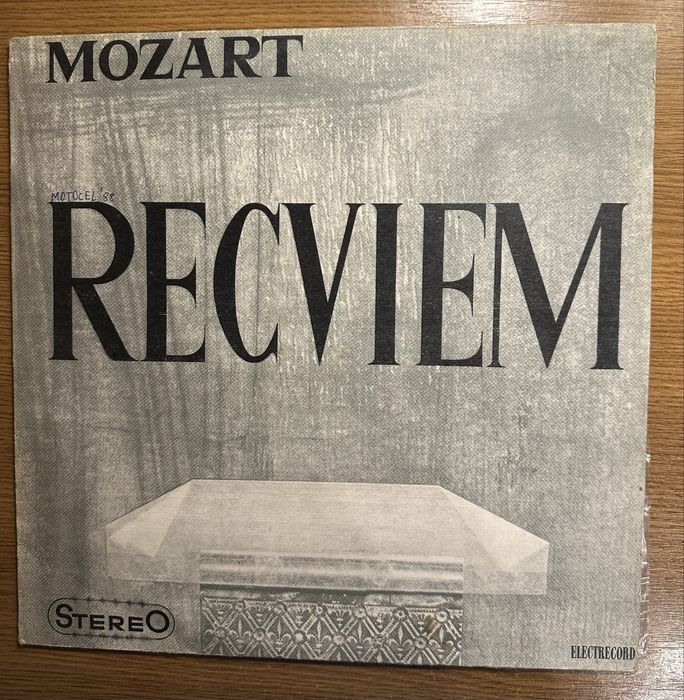 MOZART
MOTOCEL '88
RECVIEM
STEREO
ELECTRECORD